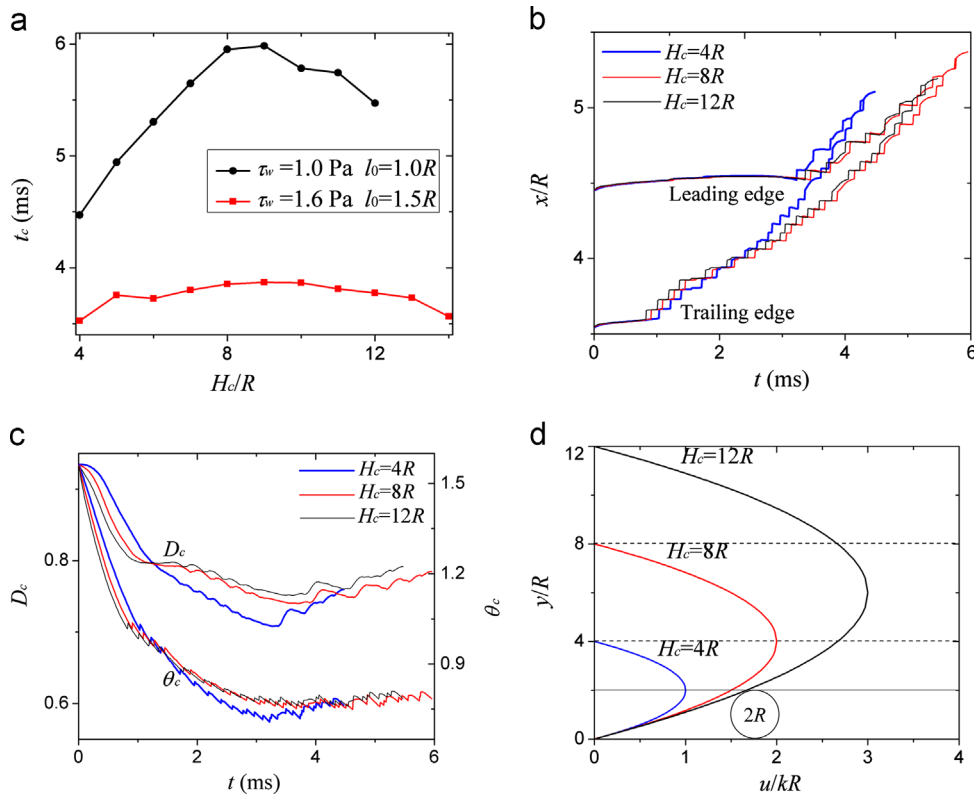 a
6
5
4
4
8
12
t_c (ms)
H_c/R
τ_w =1.0 Pa l_0=1.0R
τ_w =1.6 Pa l_0=1.5R
b
H_c=4R
H_c=8R
H_c=12R
5
4
0
2
4
6
x/R
t (ms)
Leading edge
Trailing edge
c
H_c=4R
H_c=8R
H_c=12R
0.8
0.6
1.5
1.2
0.9
0
2
4
6
D_c
θ_c
D_c
θ_c
t (ms)
d
12
8
4
0
0
1
2
3
4
y/R
u/kR
H_c=12R
H_c=8R
H_c=4R
2R